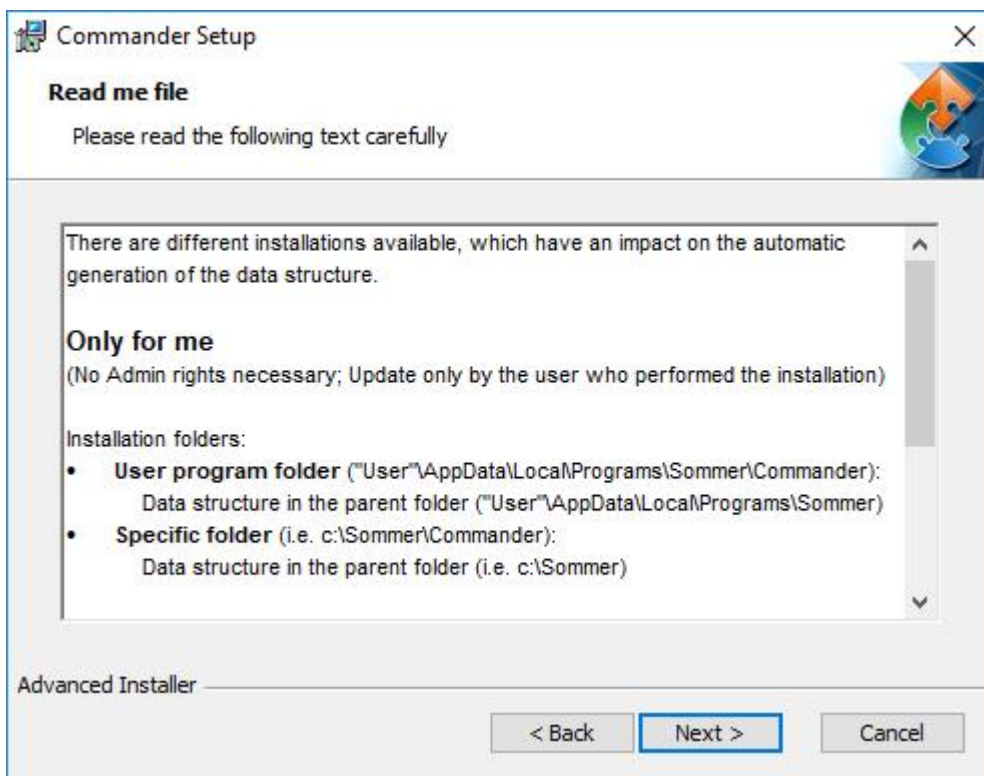 Commander Setup
Read me file
Please read the following text carefully
There are different installations available, which have an impact on the automatic
generation of the data structure.
Only for me
(No Admin rights necessary; Update only by the user who performed the installation)
Installation folders:
• User program folder ("User"\AppData\Local\Programs\Sommer\Commander):
Data structure in the parent folder ("User"\AppData\Local\Programs\Sommer)
• Specific folder (i.e. c:\Sommer\Commander):
Data structure in the parent folder (i.e. c:\Sommer)
Advanced Installer
< Back
Next >
Cancel